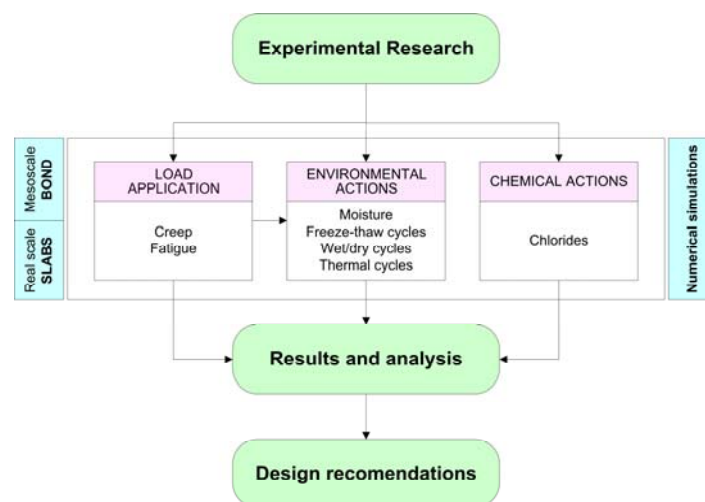 Experimental Research
Mesoscale
BOND
Real scale
SLABS
LOAD
APPLICATION
Creep
Fatigue
ENVIRONMENTAL
ACTIONS
Moisture
Freeze-thaw cycles
Wet/dry cycles
Thermal cycles
CHEMICAL ACTIONS
Chlorides
Numerical simulations
Results and analysis
Design recomendations